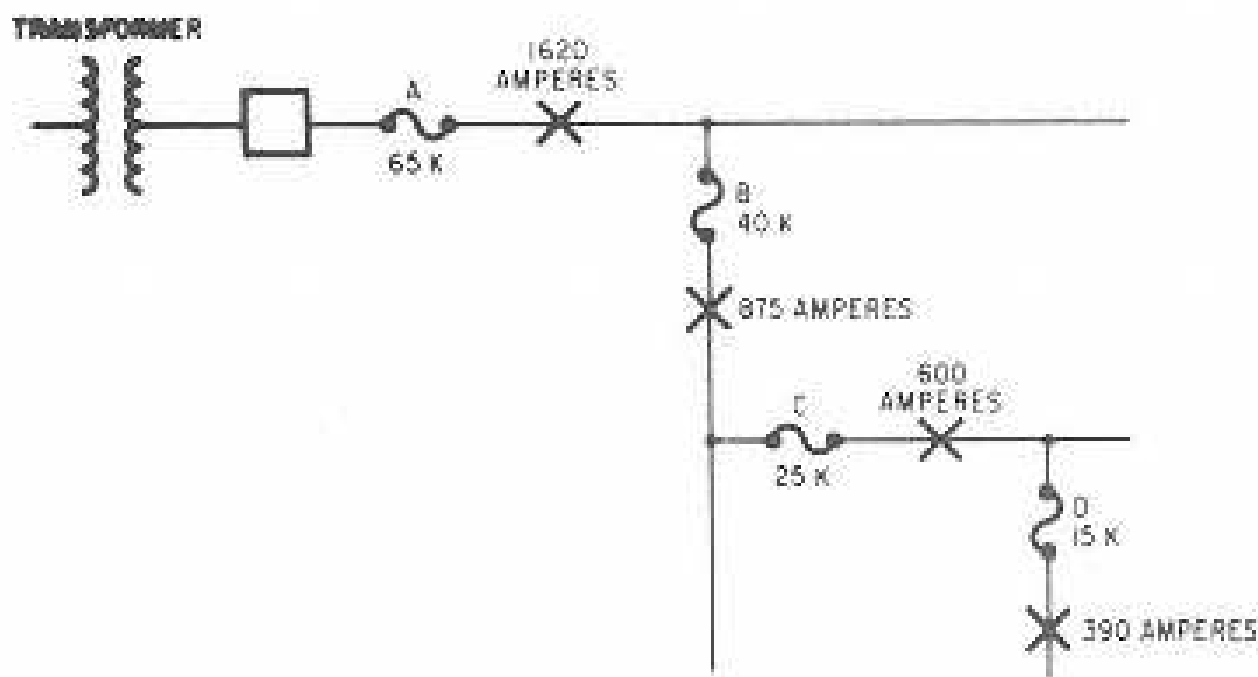 TRANSFORMER
1620
AMPERES
A
65 K
B
40 K
875 AMPERES
600
AMPERES
C
25 K
D
15 K
390 AMPERES